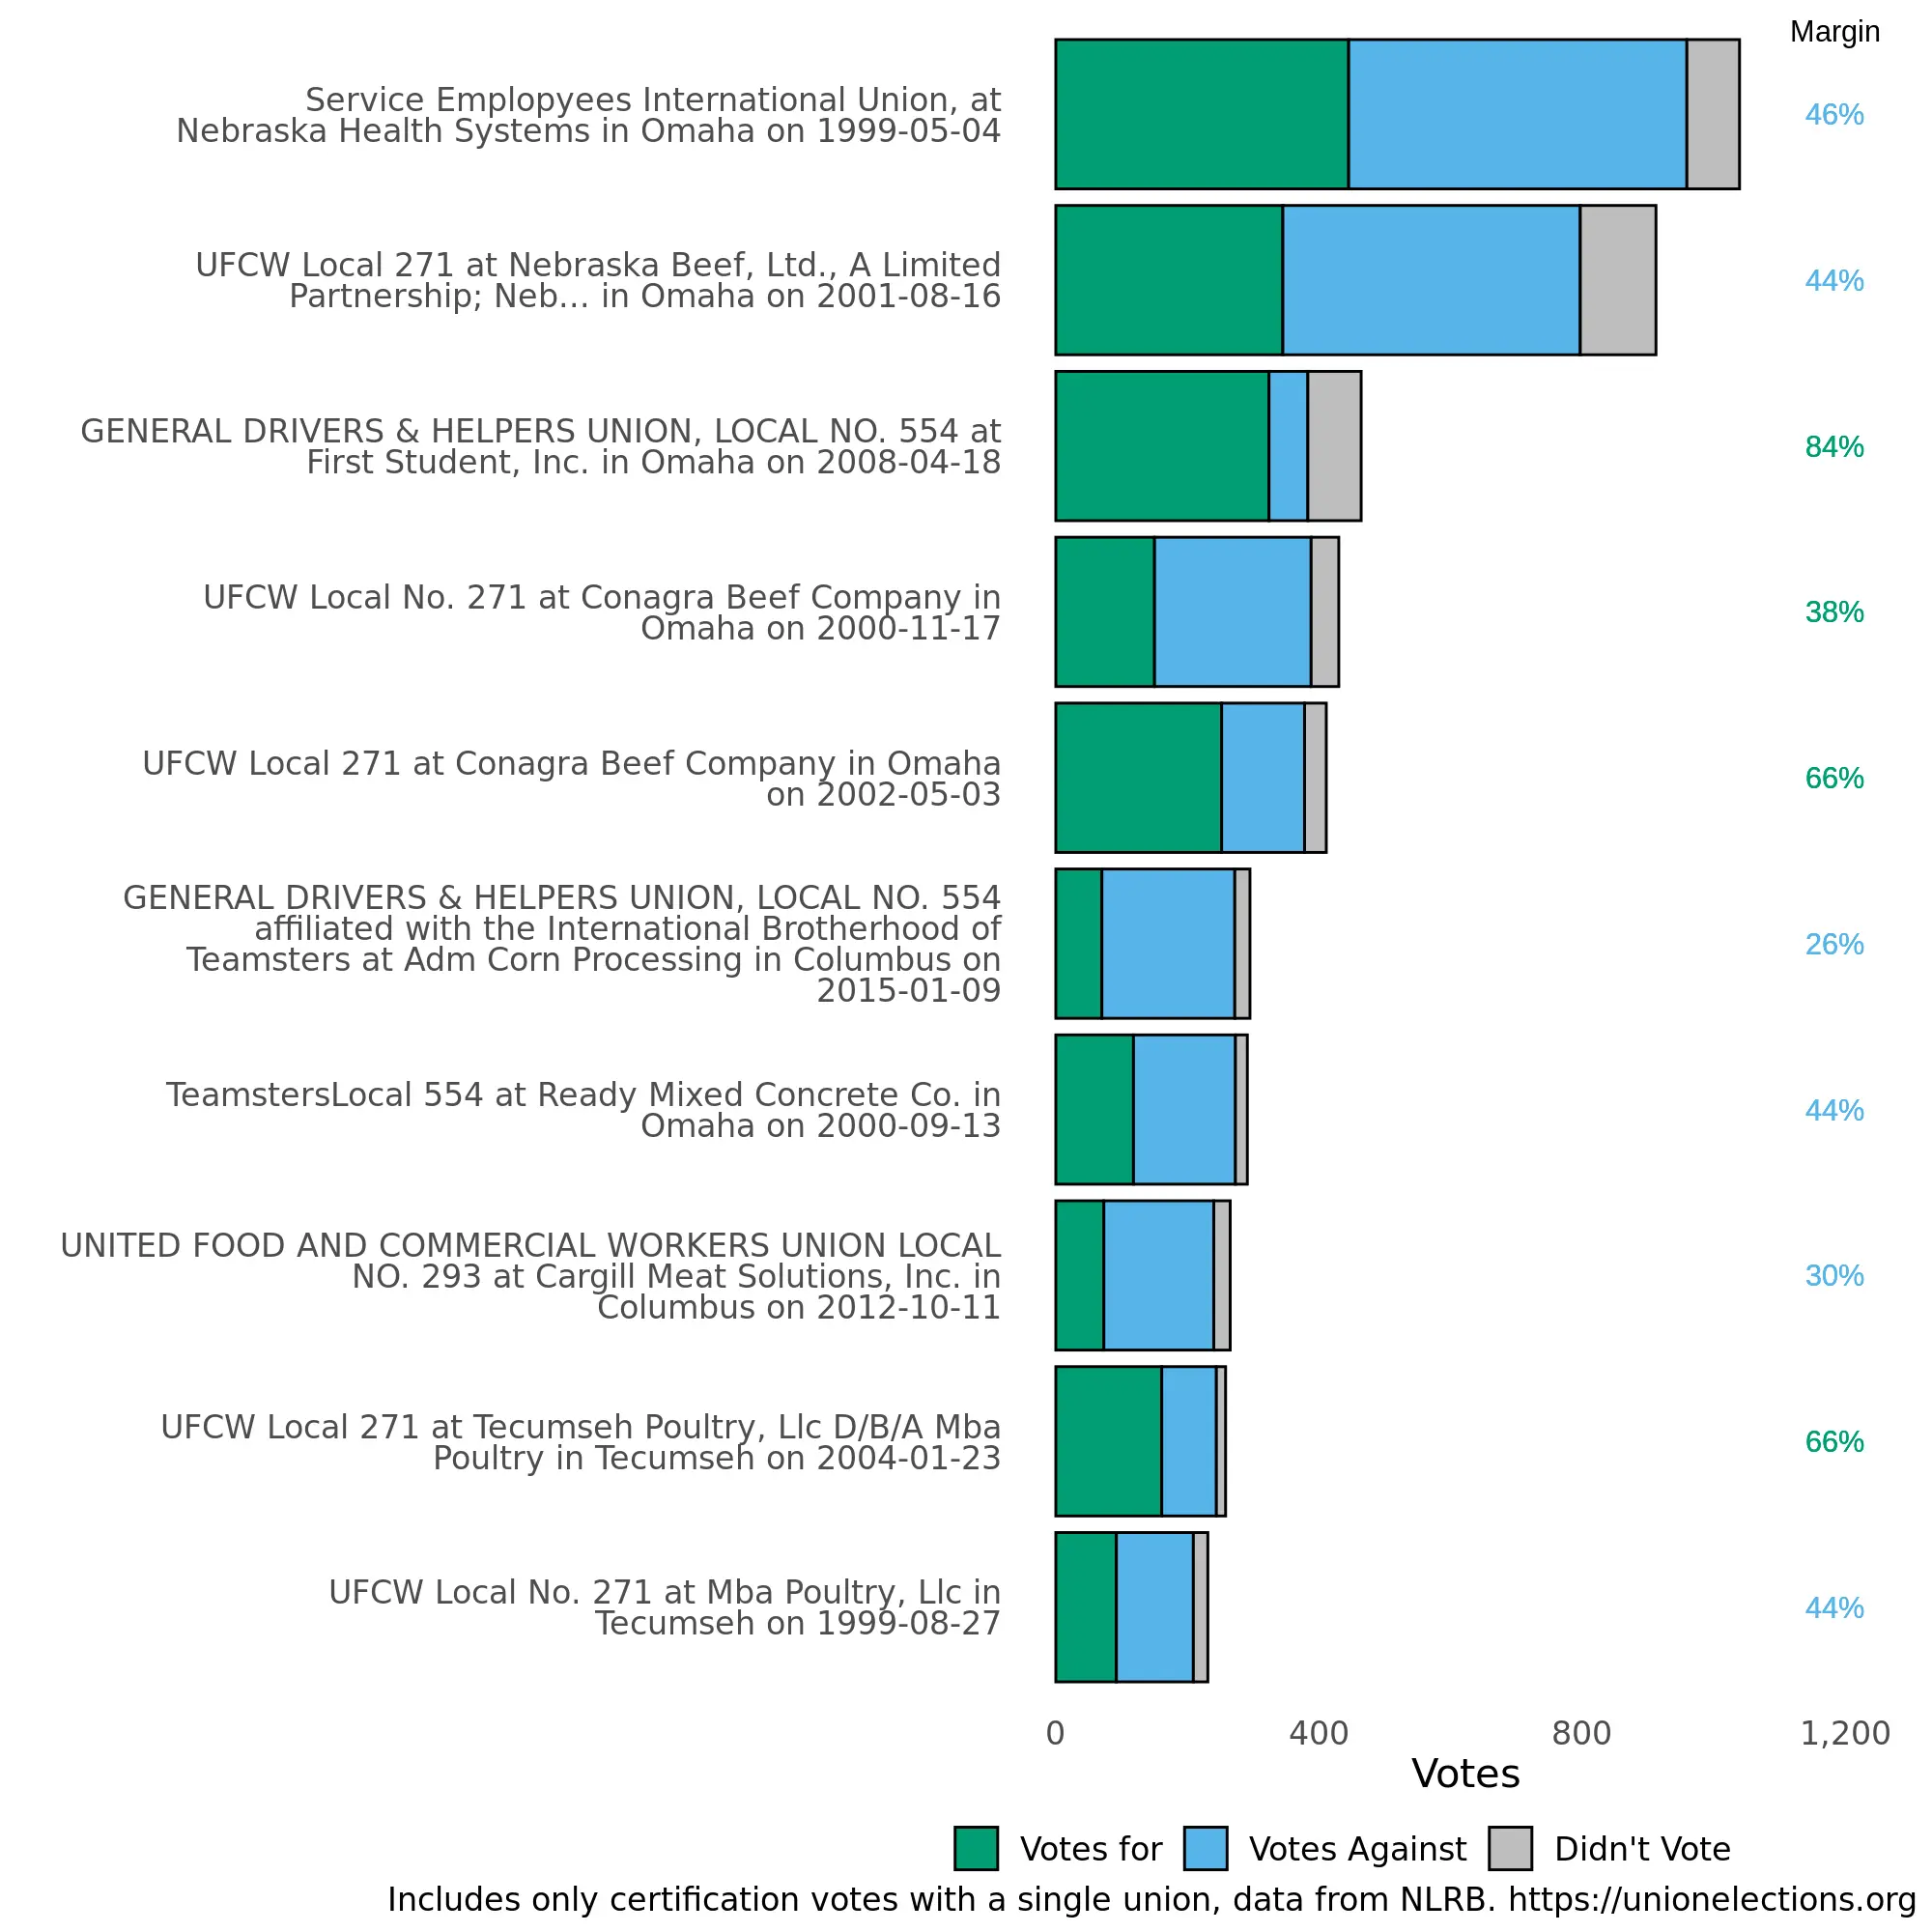 Margin
Service Emplopyees International Union, at
Nebraska Health Systems in Omaha on 1999-05-04
46%
UFCW Local 271 at Nebraska Beef, Ltd., A Limited
Partnership; Neb... in Omaha on 2001-08-16
44%
GENERAL DRIVERS & HELPERS UNION, LOCAL NO. 554 at
First Student, Inc. in Omaha on 2008-04-18
84%
UFCW Local No. 271 at Conagra Beef Company in
Omaha on 2000-11-17
38%
UFCW Local 271 at Conagra Beef Company in Omaha
on 2002-05-03
66%
GENERAL DRIVERS & HELPERS UNION, LOCAL NO. 554
affiliated with the International Brotherhood of
Teamsters at Adm Corn Processing in Columbus on
2015-01-09
26%
TeamstersLocal 554 at Ready Mixed Concrete Co. in
Omaha on 2000-09-13
44%
UNITED FOOD AND COMMERCIAL WORKERS UNION LOCAL
NO. 293 at Cargill Meat Solutions, Inc. in
Columbus on 2012-10-11
30%
UFCW Local 271 at Tecumseh Poultry, Llc D/B/A Mba
Poultry in Tecumseh on 2004-01-23
66%
UFCW Local No. 271 at Mba Poultry, Llc in
Tecumseh on 1999-08-27
44%
0 400 800 1,200
Votes
Votes for Votes Against Didn't Vote
Includes only certification votes with a single union, data from NLRB. https://unionelections.org